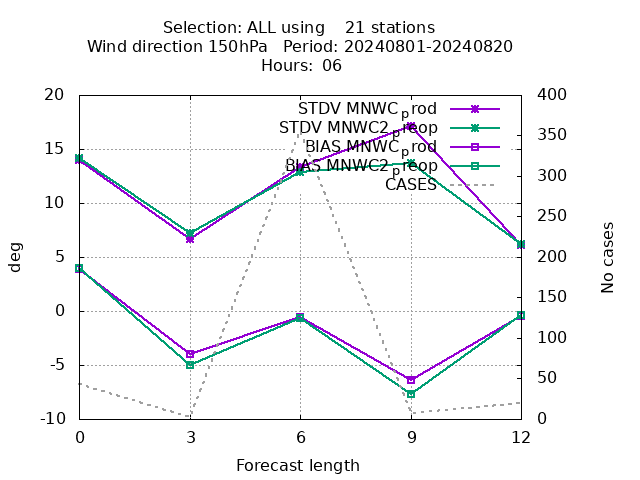 Selection: ALL using    21 stations
Wind direction 150hPa   Period: 20240801-20240820
Hours: 06
20
15
10
5
0
-5
-10
deg
400
350
300
250
200
150
100
50
0
No cases
STDV MNWC_prod
STDV MNWC2_preop
BIAS MNWC_prod
BIAS MNWC2_preop
CASES
0 3 6 9 12
Forecast length